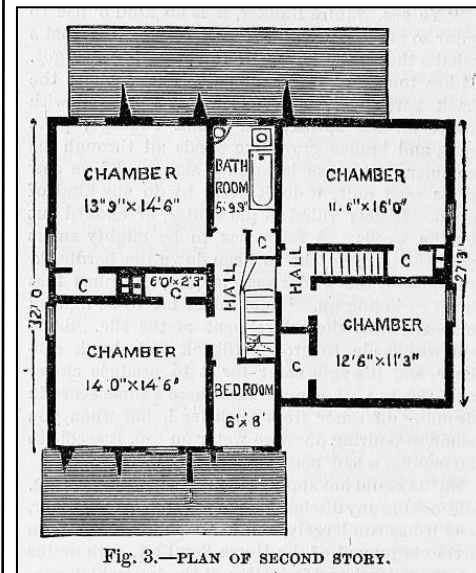 CHAMBER
13'9"×14'6"
BATH
ROOM
5'×9'3"
CHAMBER
11'6"×16'0"
C
C
HALL
HALL
C
6'0"×2'3"
C
C
CHAMBER
14'0"×14'6"
CHAMBER
12'6"×11'3"
BEDROOM
6'×8'
32'0"
27'3"
Fig. 3.—PLAN OF SECOND STORY.